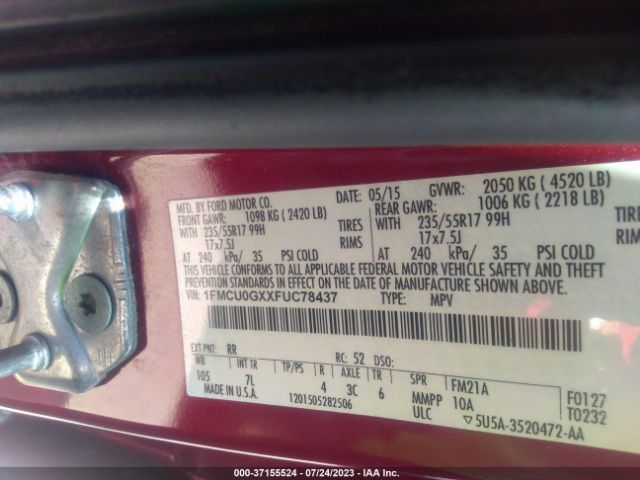 MFD. BY FORD MOTOR CO.
DATE: 05/15
GVWR: 2050 KG ( 4520 LB)
FRONT GAWR: 1098 KG ( 2420 LB)
REAR GAWR: 1006 KG ( 2218 LB)
WITH 235/55R17 99H TIRES
WITH 235/55R17 99H TIRE
17x7.5J RIMS
17x7.5J RIMS
AT 240 kPa/ 35 PSI COLD
AT 240 kPa/ 35 PSI COLD
THIS VEHICLE CONFORMS TO ALL APPLICABLE FEDERAL MOTOR VEHICLE SAFETY AND THEFT
PREVENTION STANDARDS IN EFFECT ON THE DATE OF MANUFACTURE SHOWN ABOVE.
VIN: 1FMCU0GXXFUC78437
TYPE: MPV
EXT PNT: RR RC: 52 DSO:
WB INT TR TP/PS R AXLE TR SPR
105 7L 4 3C 6 FM21A
MADE IN U.S.A. 1201505282506
MMPP 10A F0127
ULC T0232
▽5U5A-3520472-AA
000-37155524 | 07/24/2023 | IAA Inc.